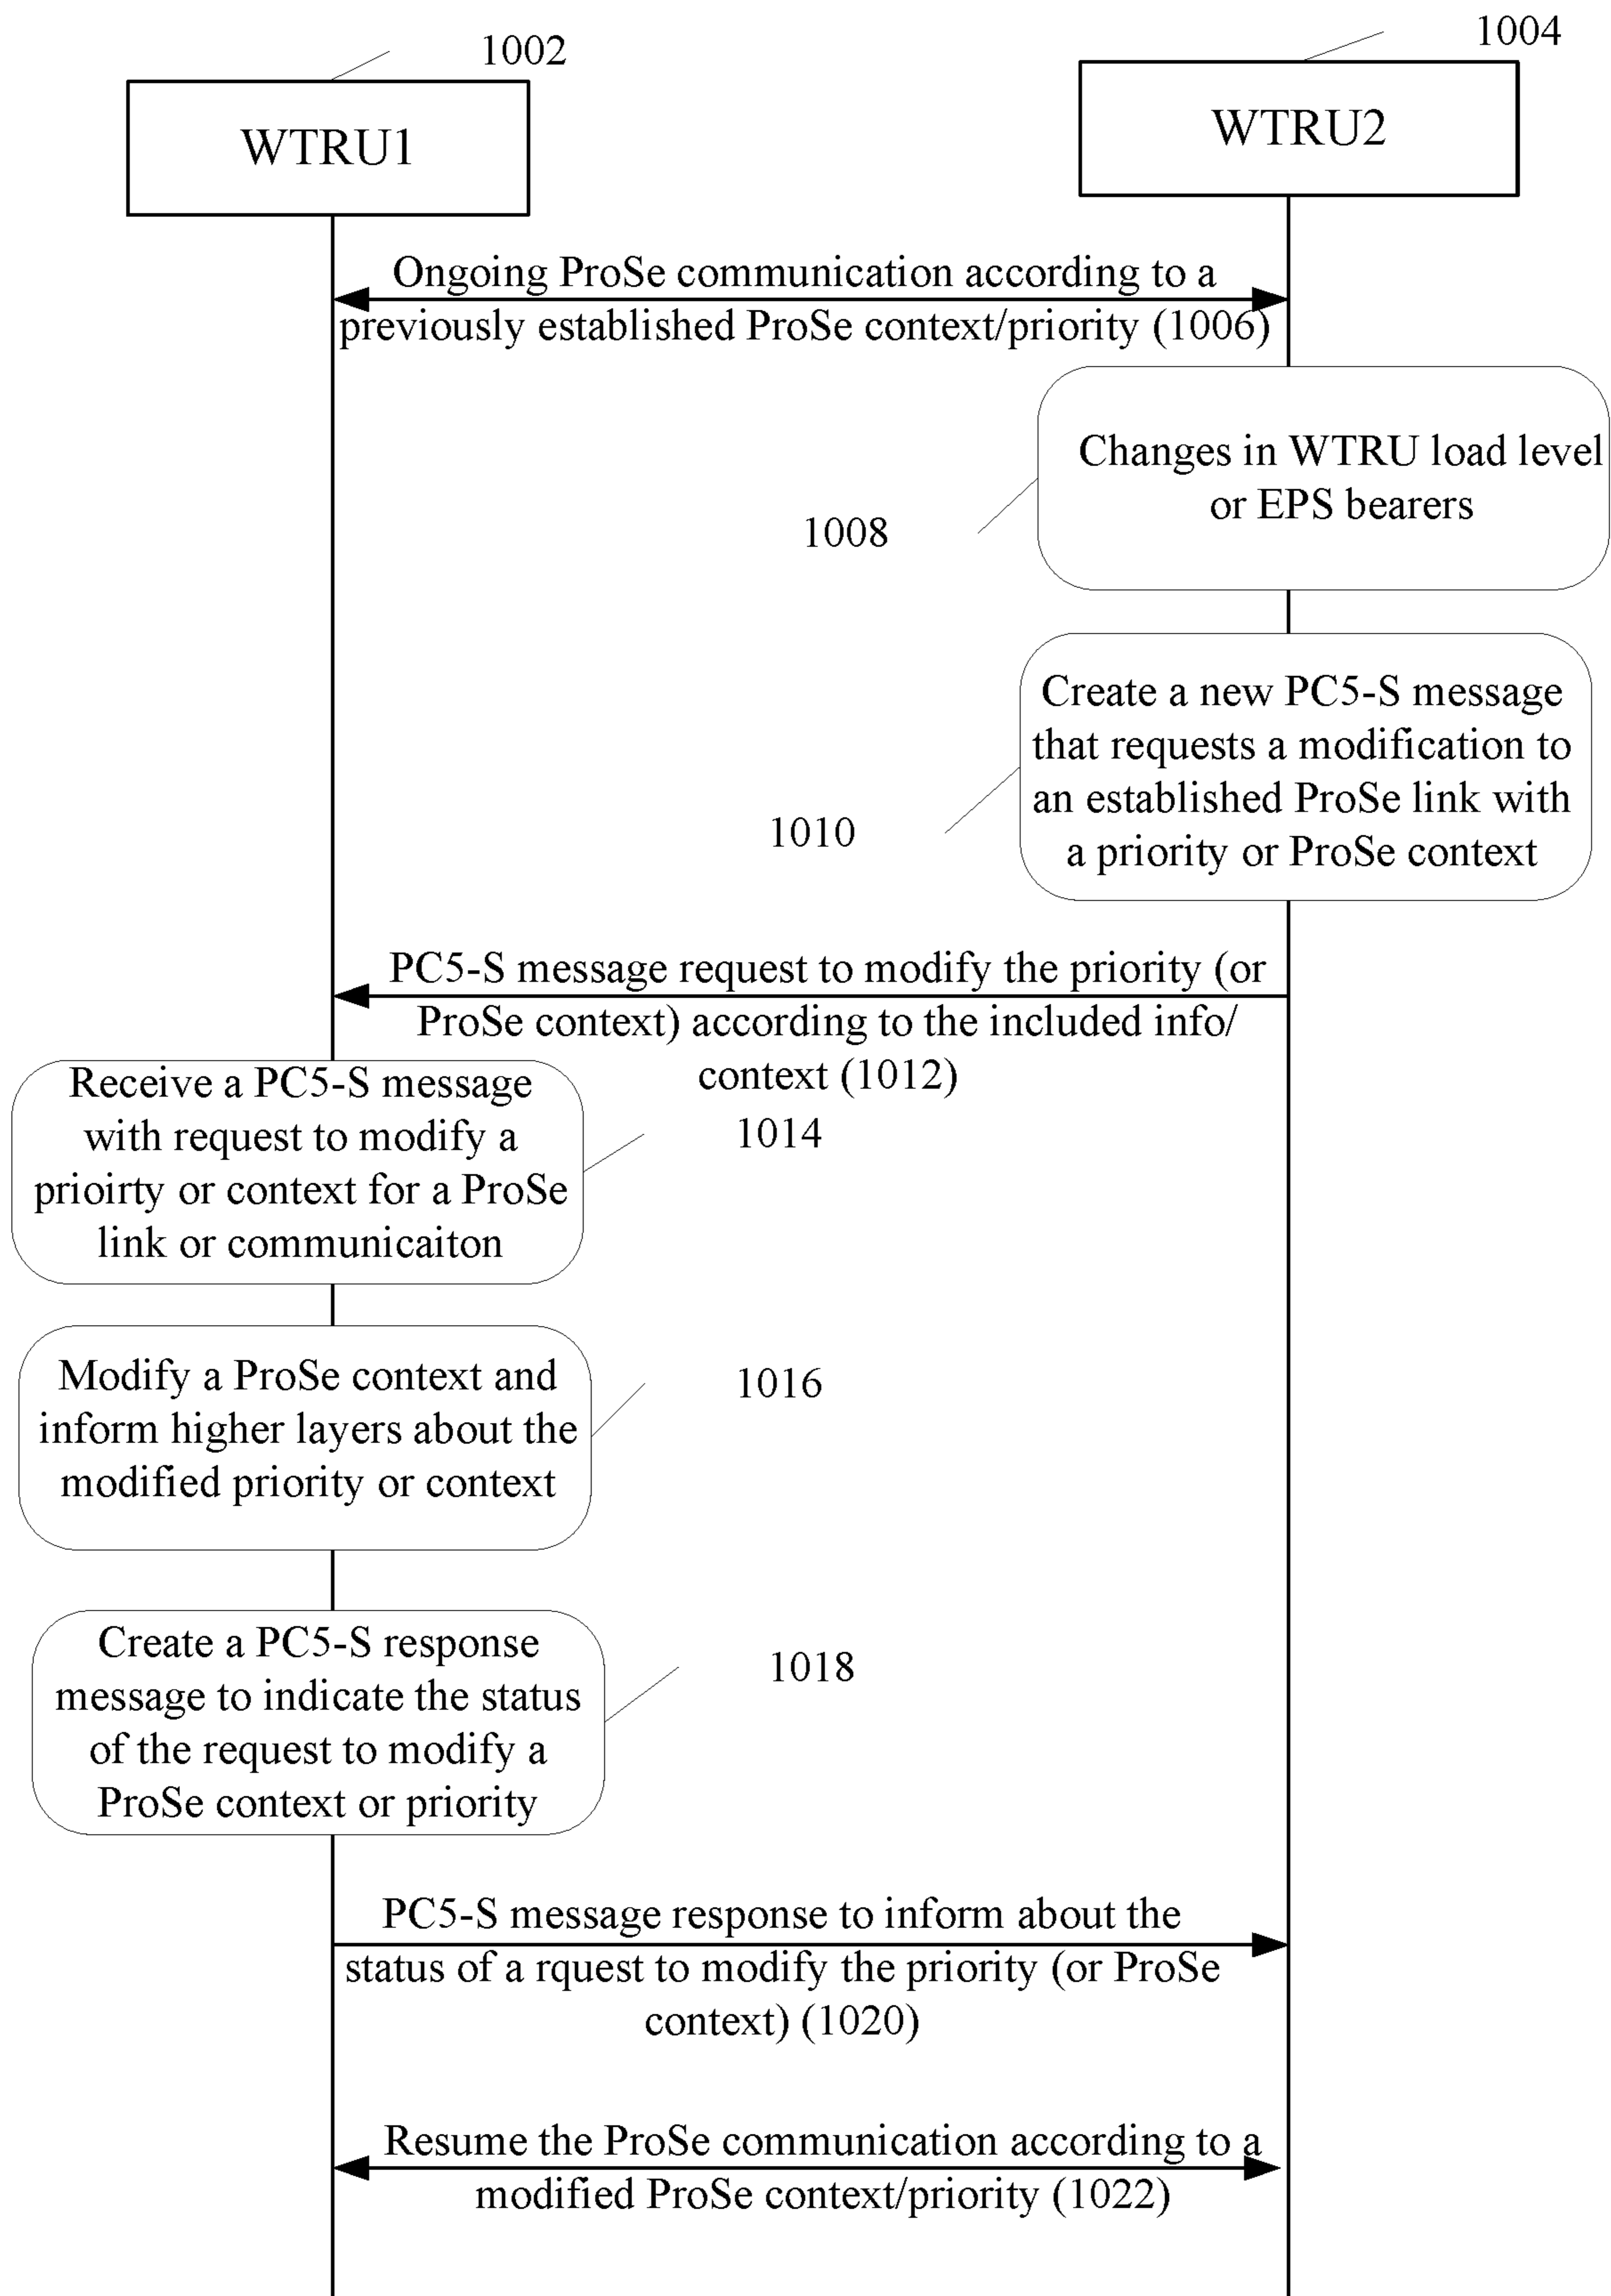 1002
1004
WTRU1
WTRU2
Ongoing ProSe communication according to a
previously established ProSe context/priority (1006)
Changes in WTRU load level
or EPS bearers
1008
Create a new PC5-S message
that requests a modification to
an established ProSe link with
a priority or ProSe context
1010
PC5-S message request to modify the priority (or
ProSe context) according to the included info/
context (1012)
Receive a PC5-S message
with request to modify a
prioirty or context for a ProSe
link or communicaiton
1014
Modify a ProSe context and
inform higher layers about the
modified priority or context
1016
Create a PC5-S response
message to indicate the status
of the request to modify a
ProSe context or priority
1018
PC5-S message response to inform about the
status of a rquest to modify the priority (or ProSe
context) (1020)
Resume the ProSe communication according to a
modified ProSe context/priority (1022)